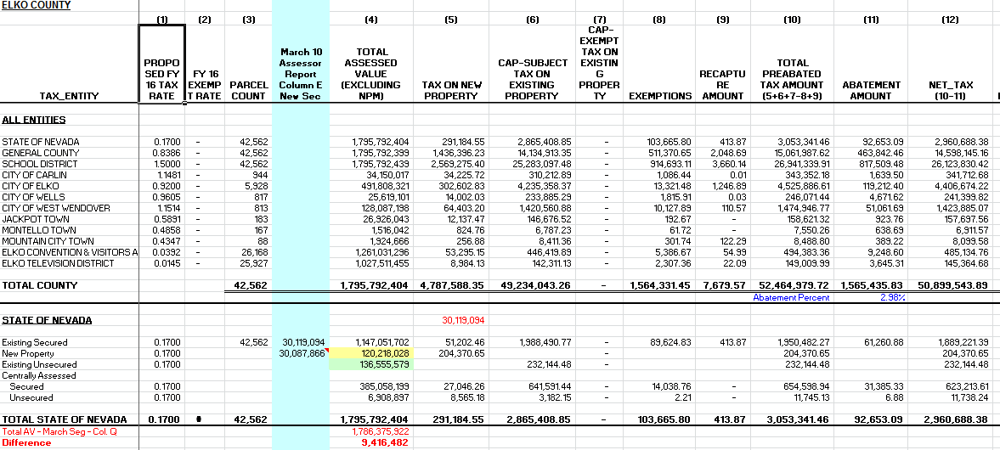 ELKO COUNTY
(1) (2) (3) (4) (5) (6) (7) (8) (9) (10) (11) (12)
TAX_ENTITY PROPO SED FY 16 TAX RATE FY 16 EXEMP T RATE PARCEL COUNT March 10 Assessor Report Column E New Sec TOTAL ASSESSED VALUE (EXCLUDING NPM) TAX ON NEW PROPERTY CAP-SUBJECT TAX ON EXISTING PROPERTY CAP-EXEMPT TAX ON EXISTIN G PROPER TY EXEMPTIONS RECAPTU RE AMOUNT TOTAL PREABATED TAX AMOUNT (5+6+7-8+9) ABATEMENT AMOUNT NET_TAX (10-11)
ALL ENTITIES
STATE OF NEVADA 0.1700 - 42,562 1,795,792,404 291,184.55 2,865,408.85 - 103,665.80 413.87 3,053,341.46 92,653.09 2,960,688.38
GENERAL COUNTY 0.8386 - 42,562 1,795,792,399 1,436,396.23 14,134,913.35 - 511,370.65 2,048.69 15,061,987.62 463,842.46 14,598,145.16
SCHOOL DISTRICT 1.5000 - 42,562 1,795,792,439 2,569,275.40 25,283,097.48 - 914,693.11 3,660.14 26,941,339.91 817,509.48 26,123,830.42
CITY OF CARLIN 1.1481 - 944 34,150,017 34,225.72 310,212.89 - 1,086.44 0.01 343,352.18 1,639.50 341,712.68
CITY OF ELKO 0.9200 - 5,928 491,808,321 302,602.83 4,235,358.37 - 13,321.48 1,246.89 4,525,886.61 119,212.40 4,406,674.22
CITY OF WELLS 0.9605 - 817 25,619,101 14,002.03 233,885.29 - 1,815.91 0.03 246,071.44 4,671.62 241,399.82
CITY OF WEST WENDOVER 1.1514 - 813 128,087,198 64,403.20 1,420,560.88 - 10,127.89 110.57 1,474,946.77 51,061.69 1,423,885.07
JACKPOT TOWN 0.5891 - 183 26,926,043 12,137.47 146,676.52 - 192.67 - 158,621.32 923.76 157,697.56
MONTELLO TOWN 0.4858 - 167 1,516,042 824.76 6,787.23 - 61.72 - 7,550.26 638.69 6,911.57
MOUNTAIN CITY TOWN 0.4347 - 88 1,924,666 256.88 8,411.36 - 301.74 122.29 8,488.80 389.22 8,099.58
ELKO CONVENTION & VISITORS A 0.0392 - 26,168 1,261,031,296 53,295.15 446,419.89 - 5,386.67 54.99 494,383.36 9,248.60 485,134.76
ELKO TELEVISION DISTRICT 0.0145 - 25,927 1,027,511,455 8,984.13 142,311.13 - 2,307.36 22.09 149,009.99 3,645.31 145,364.68
TOTAL COUNTY 42,562 1,795,792,404 4,787,588.35 49,234,043.26 - 1,564,331.45 7,679.57 52,464,979.72 1,565,435.83 50,899,543.89
Abatement Percent 2.98%
STATE OF NEVADA 30,119,094
Existing Secured 0.1700 42,562 30,119,094 1,147,051,702 51,202.46 1,988,490.77 - 89,624.83 413.87 1,950,482.27 61,260.88 1,889,221.39
New Property 0.1700 30,087,866 120,218,028 204,370.65 - 204,370.65 204,370.65
Existing Unsecured 0.1700 136,555,579 232,144.48 - 232,144.48 232,144.48
Centrally Assessed
Secured 0.1700 385,058,199 27,046.26 641,591.44 - 14,038.76 - 654,598.94 31,385.33 623,213.61
Unsecured 0.1700 6,908,897 8,565.18 3,182.15 - 2.21 - 11,745.13 6.88 11,738.24
TOTAL STATE OF NEVADA 0.1700 * 42,562 1,795,792,404 291,184.55 2,865,408.85 - 103,665.80 413.87 3,053,341.46 92,653.09 2,960,688.38
Total AV - March Seg - Col. Q 1,786,375,922
Difference 9,416,482